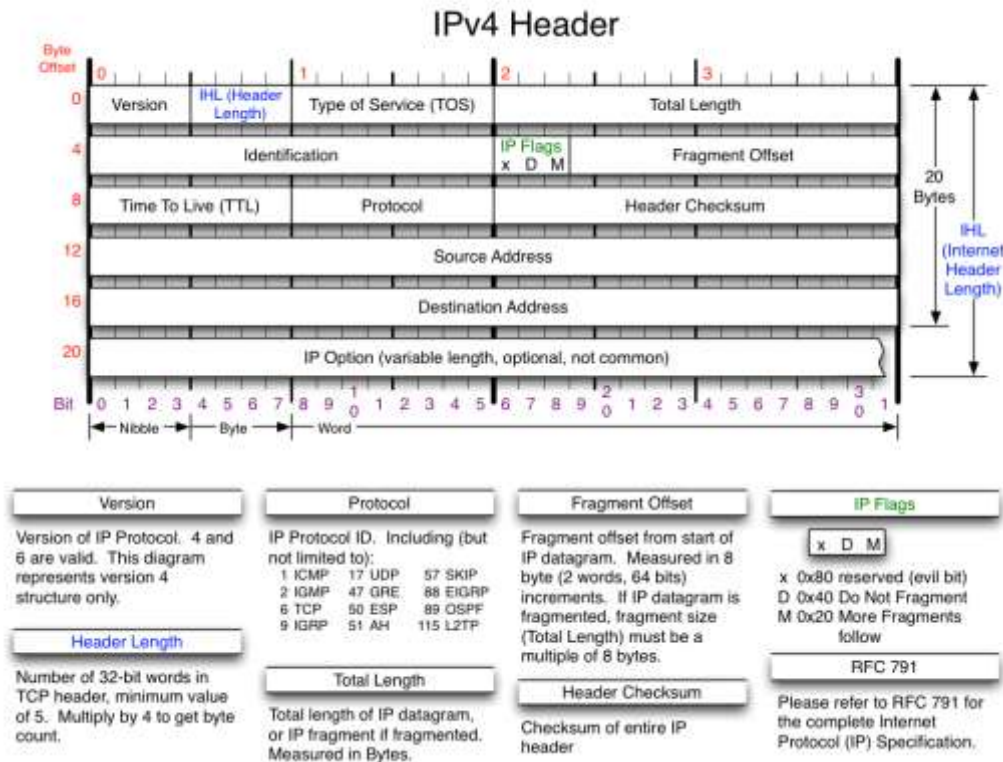 IPv4 Header
Byte
Offset
0 1 2 3
0 Version IHL (Header
Length) Type of Service (TOS) Total Length
4 Identification IP Flags
x D M Fragment Offset
8 Time To Live (TTL) Protocol Header Checksum
12 Source Address
16 Destination Address
20 IP Option (variable length, optional, not common)
20
Bytes
IHL
(Internet
Header
Length)
Bit 0 1 2 3 4 5 6 7 8 9 10 1 2 3 4 5 6 7 8 9 20 1 2 3 4 5 6 7 8 9 30 1
Nibble Byte Word
Version
Version of IP Protocol. 4 and
6 are valid. This diagram
represents version 4
structure only.
Header Length
Number of 32-bit words in
TCP header, minimum value
of 5. Multiply by 4 to get byte
count.
Protocol
IP Protocol ID. Including (but
not limited to):
1 ICMP 17 UDP 57 SKIP
2 IGMP 47 GRE 88 EIGRP
6 TCP 50 ESP 89 OSPF
9 IGRP 51 AH 115 L2TP
Total Length
Total length of IP datagram,
or IP fragment if fragmented.
Measured in Bytes.
Fragment Offset
Fragment offset from start of
IP datagram. Measured in 8
byte (2 words, 64 bits)
increments. If IP datagram is
fragmented, fragment size
(Total Length) must be a
multiple of 8 bytes.
Header Checksum
Checksum of entire IP
header
IP Flags
x D M
x 0x80 reserved (evil bit)
D 0x40 Do Not Fragment
M 0x20 More Fragments
follow
RFC 791
Please refer to RFC 791 for
the complete Internet
Protocol (IP) Specification.